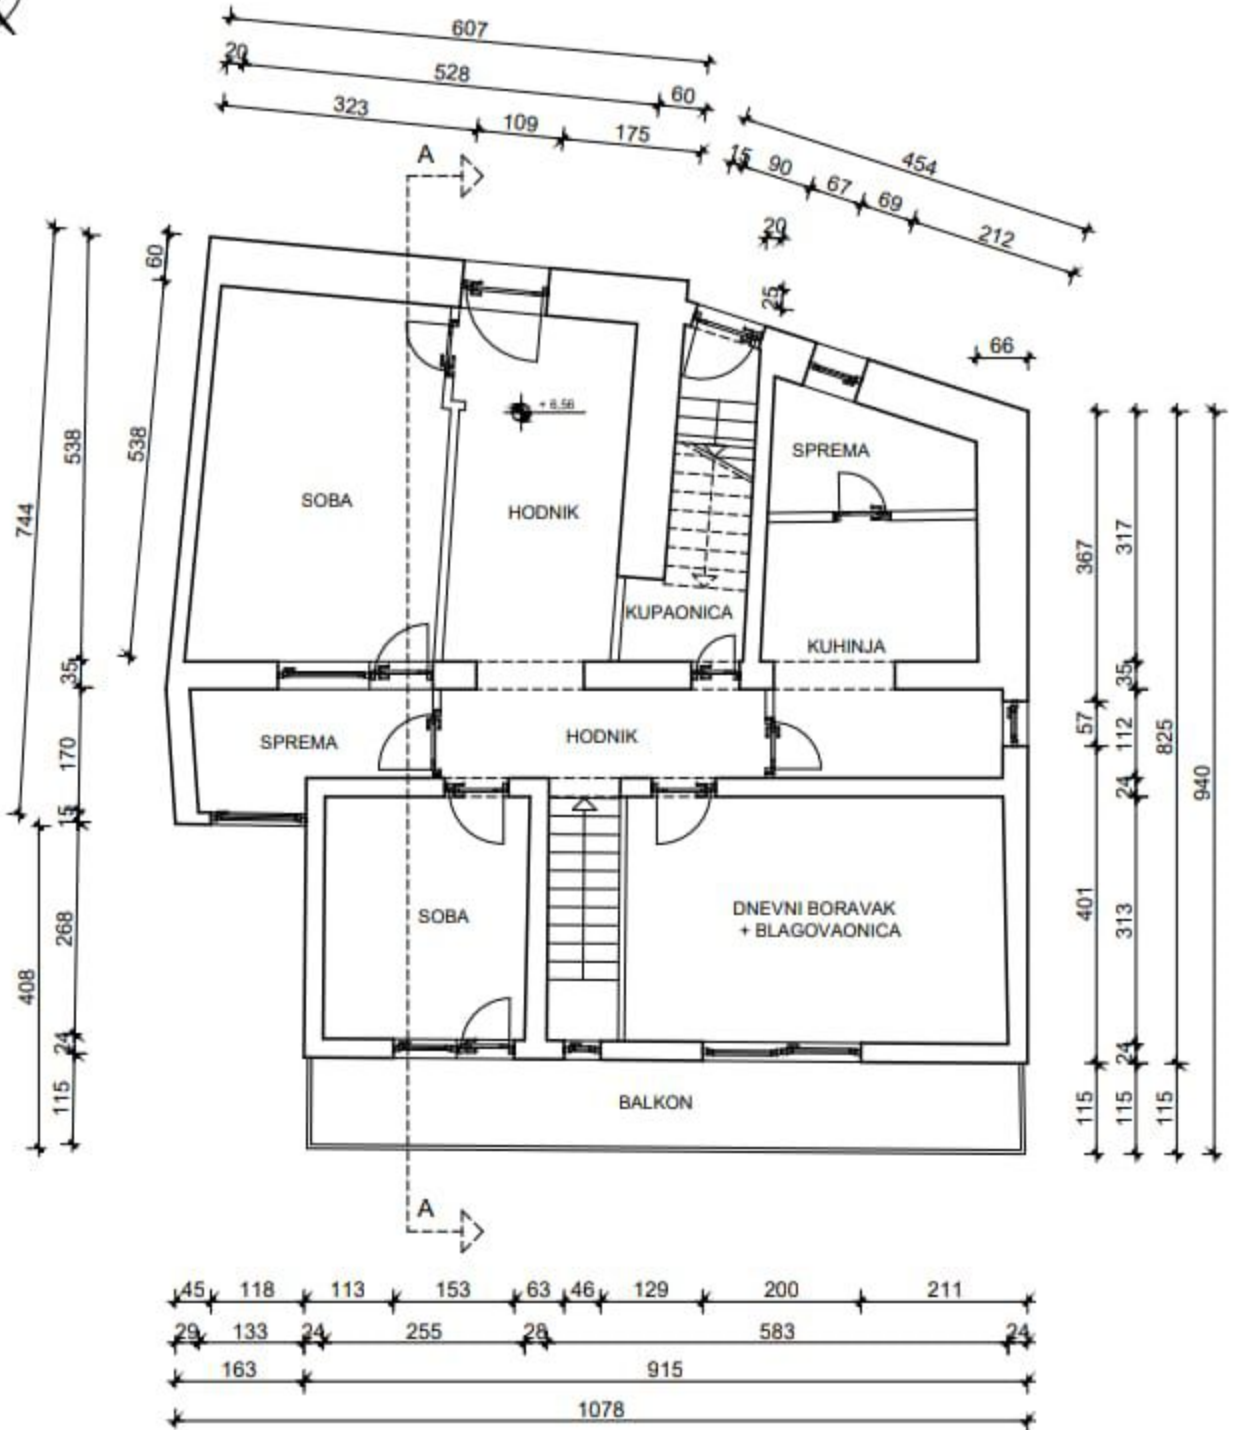 607
20
528
60
323
109
175
454
15
90
67
69
212
A
20
25
66
60
538
538
744
+ 6,56
SOBA
HODNIK
SPREMA
KUPAONICA
KUHINJA
367
317
35
35
SPREMA
HODNIK
57
112
825
940
170
15
24
SOBA
DNEVNI BORAVAK
+ BLAGOVAONICA
401
313
268
408
24
24
BALKON
115
115
115
115
A
45 118 113 153 63 46 129 200 211
29 133 24 255 28 583 24
163 915
1078